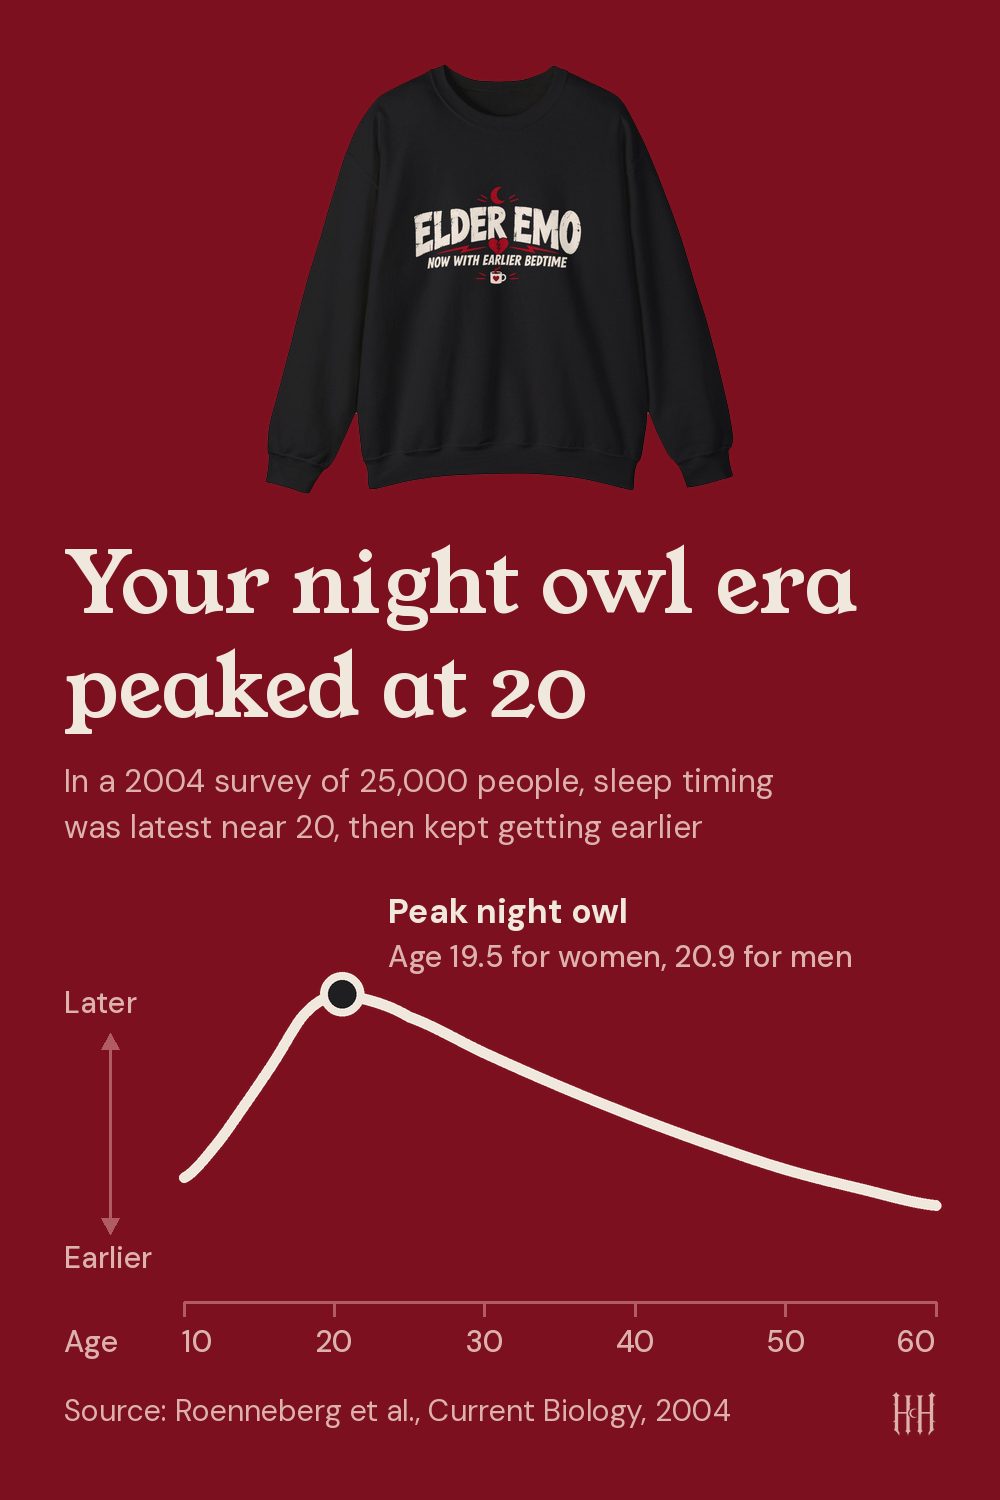 ELDER EMO
NOW WITH EARLIER BEDTIME
Your night owl era
peaked at 20
In a 2004 survey of 25,000 people, sleep timing
was latest near 20, then kept getting earlier
Peak night owl
Age 19.5 for women, 20.9 for men
Later
Earlier
Age 10 20 30 40 50 60
Source: Roenneberg et al., Current Biology, 2004